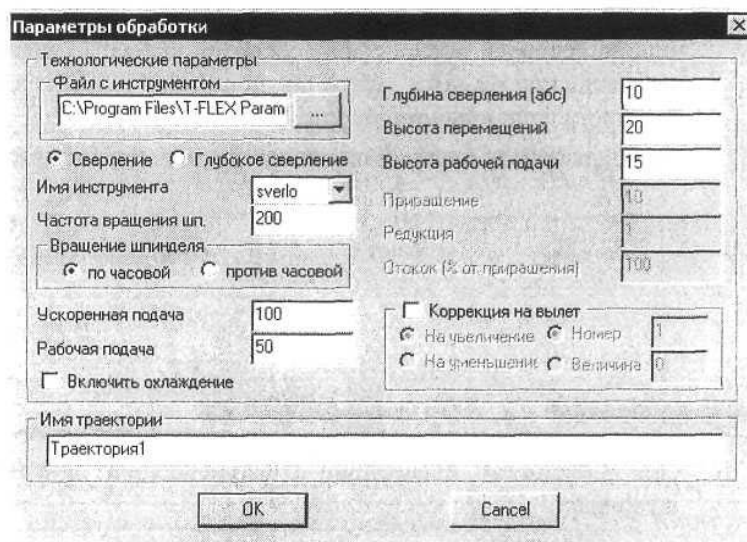 Параметры обработки
Технологические параметры
Файл с инструментом
C:\Program Files\T-FLEX Param
...
Сверление
Глубокое сверление
Имя инструмента
sverlo
Частота вращения шп.
200
Вращение шпинделя
по часовой
против часовой
Ускоренная подача
100
Рабочая подача
50
Включить охлаждение
Глубина сверления (абс)
10
Высота перемещений
20
Высота рабочей подачи
15
Приращение
10
Редукция
1
Отскок (% от приращения)
100
Коррекция на вылет
На увеличение
Номер
1
На уменьшение
Величина
0
Имя траектории
Траектория1
OK
Cancel